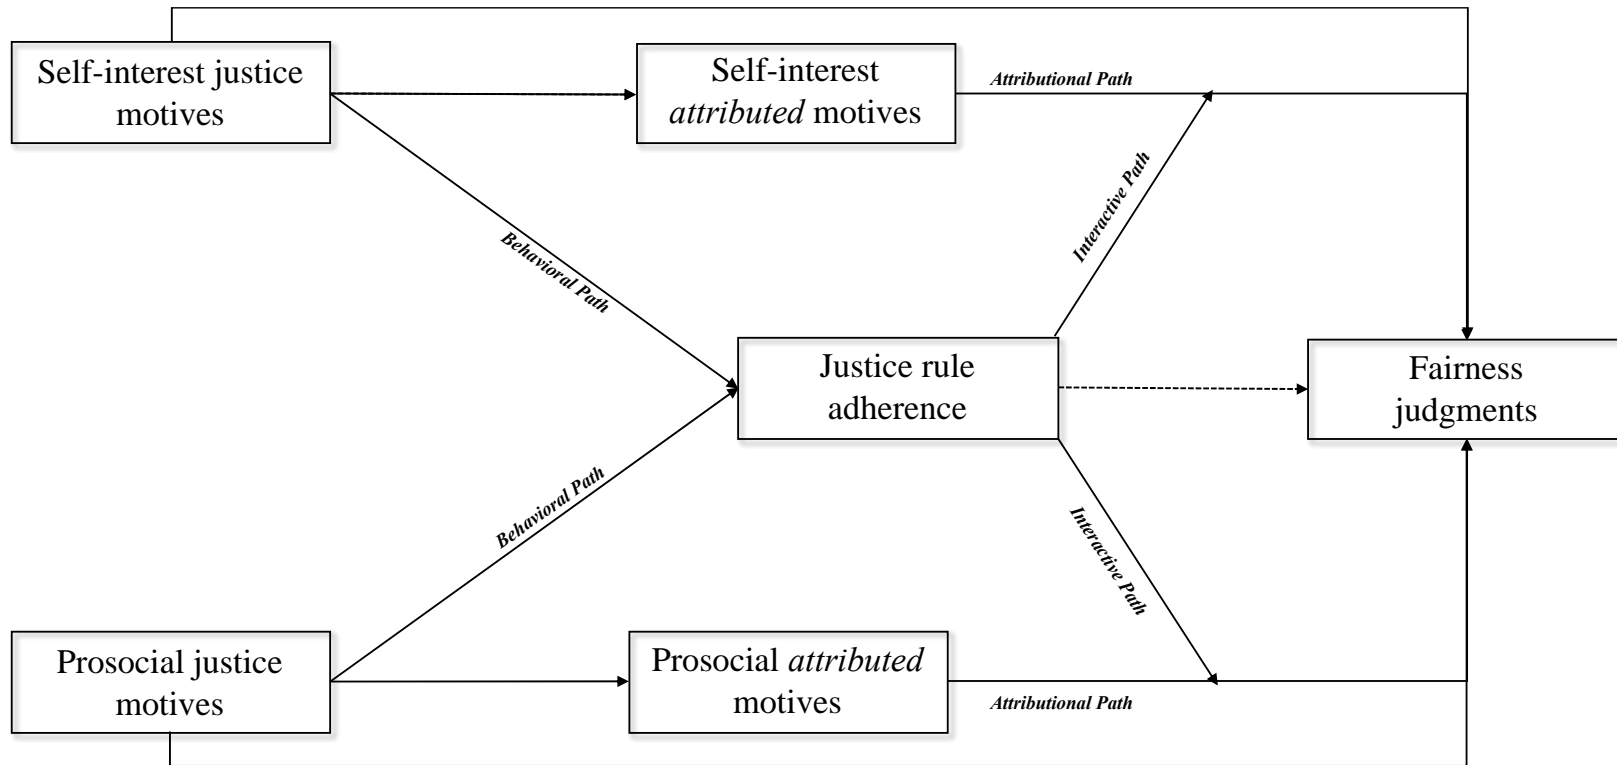 Self-interest justice
motives
Self-interest
attributed motives
Attributional Path
Behavioral Path
Interactive Path
Justice rule
adherence
Fairness
judgments
Behavioral Path
Interactive Path
Prosocial justice
motives
Prosocial attributed
motives
Attributional Path